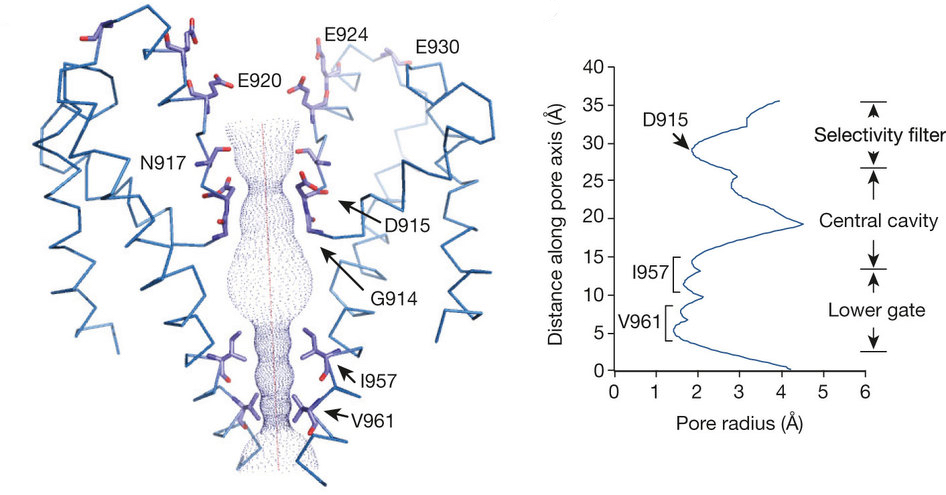 E924
E930
E920
N917
D915
G914
I957
V961
Distance along pore axis (Å)
40
35
30
25
20
15
10
5
0
D915
I957
V961
Selectivity filter
Central cavity
Lower gate
0 1 2 3 4 5 6
Pore radius (Å)